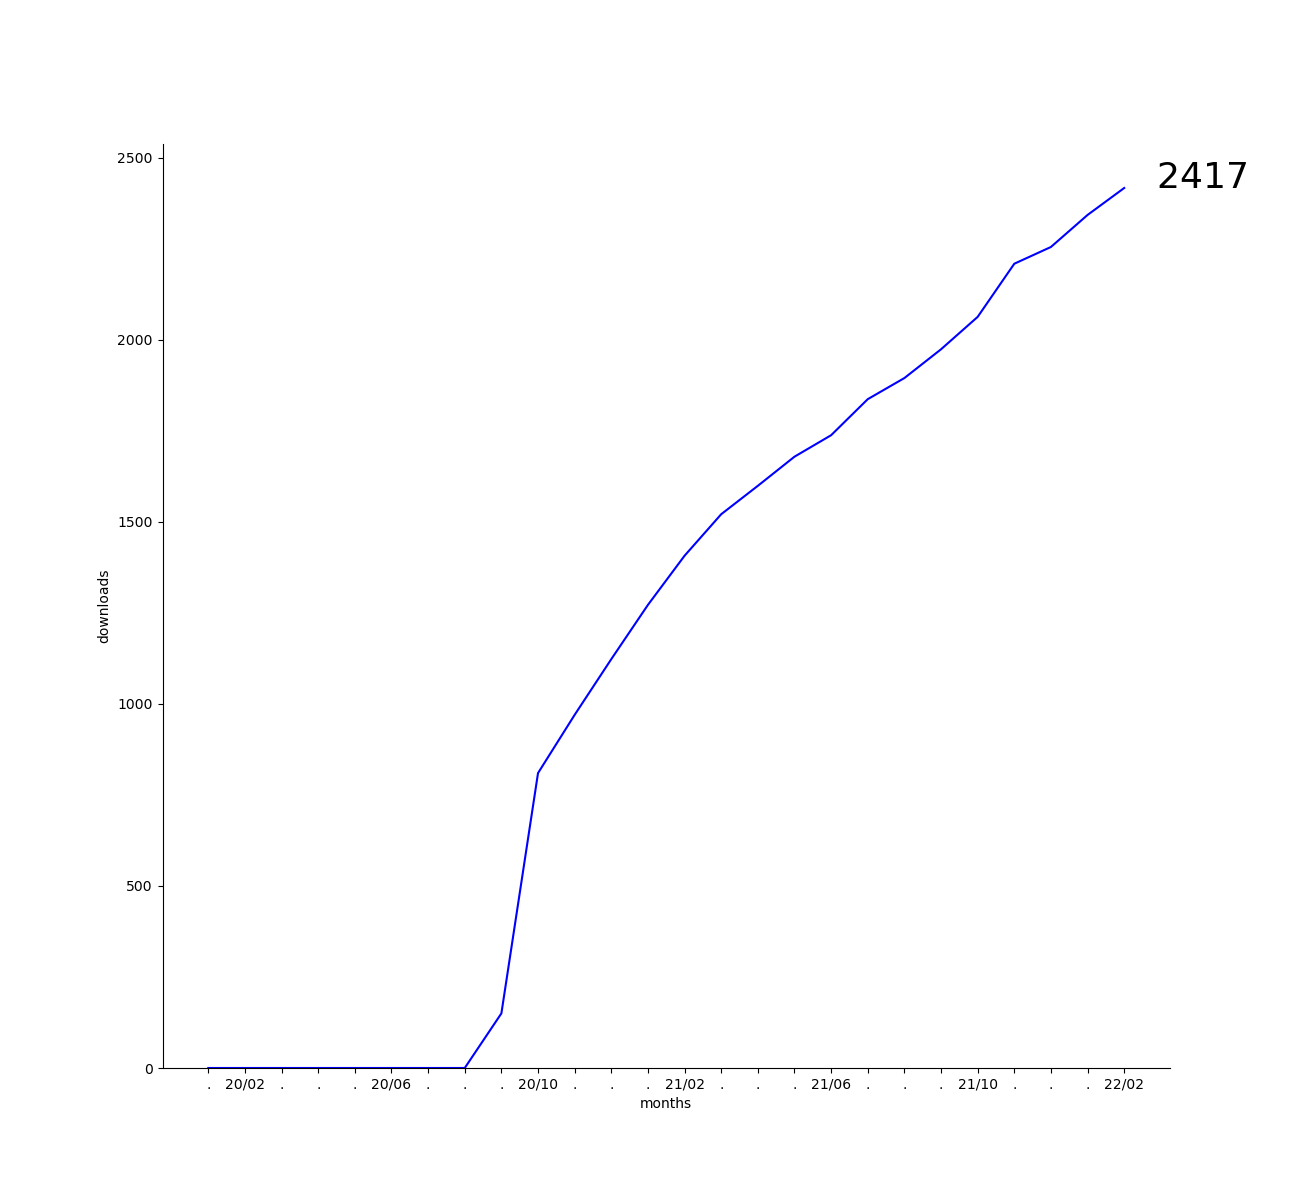 2500
2417
2000
1500
downloads
1000
500
0
. 20/02 . . . 20/06 . . . 20/10 . . . 21/02 . . . 21/06 . . . 21/10 . . . 22/02
months